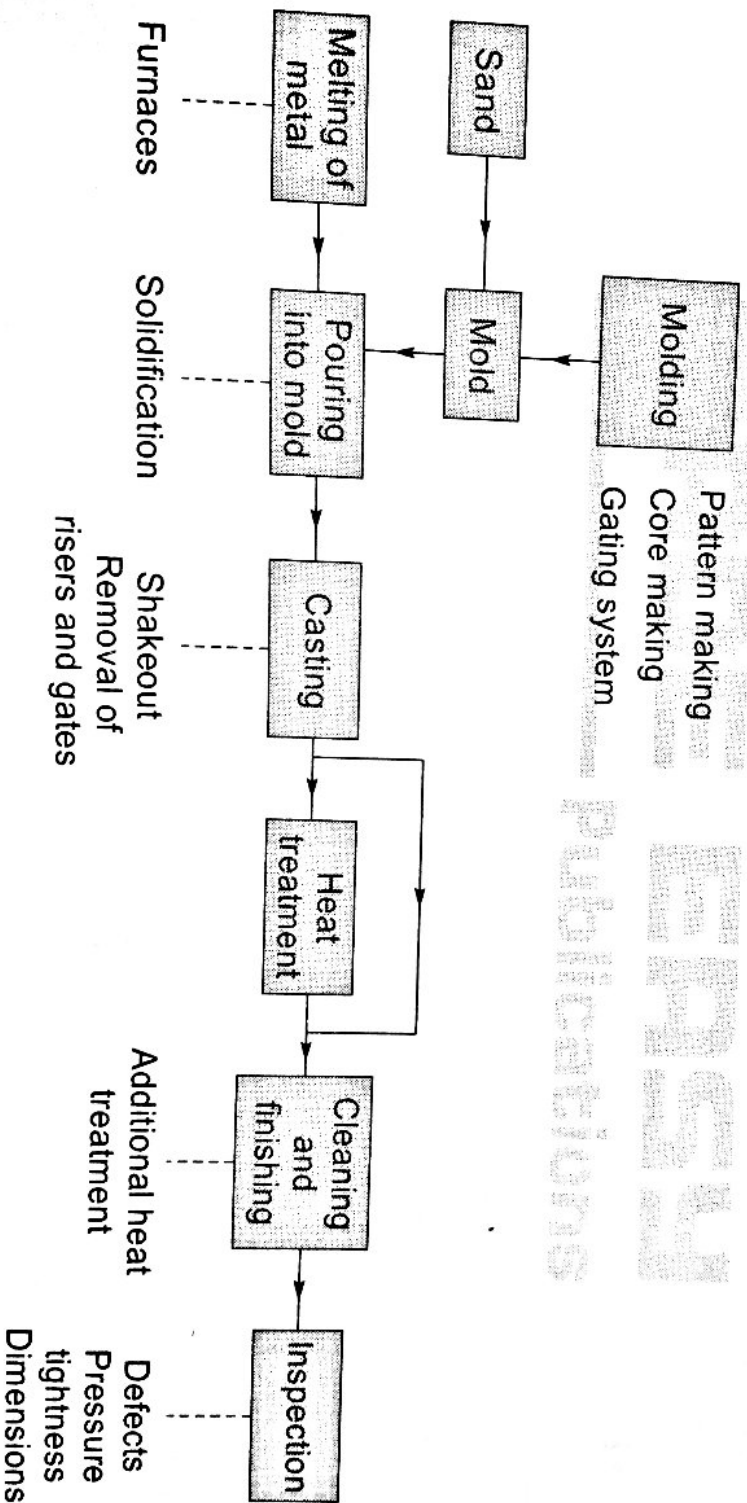 Molding
Pattern making
Core making
Gating system
Sand
Mold
Melting of
metal
Pouring
into mold
Casting
Heat
treatment
Cleaning
and
finishing
Inspection
Furnaces
Solidification
Shakeout
Removal of
risers and gates
Additional heat
treatment
Defects
Pressure
tightness
Dimensions
EASY
Publications